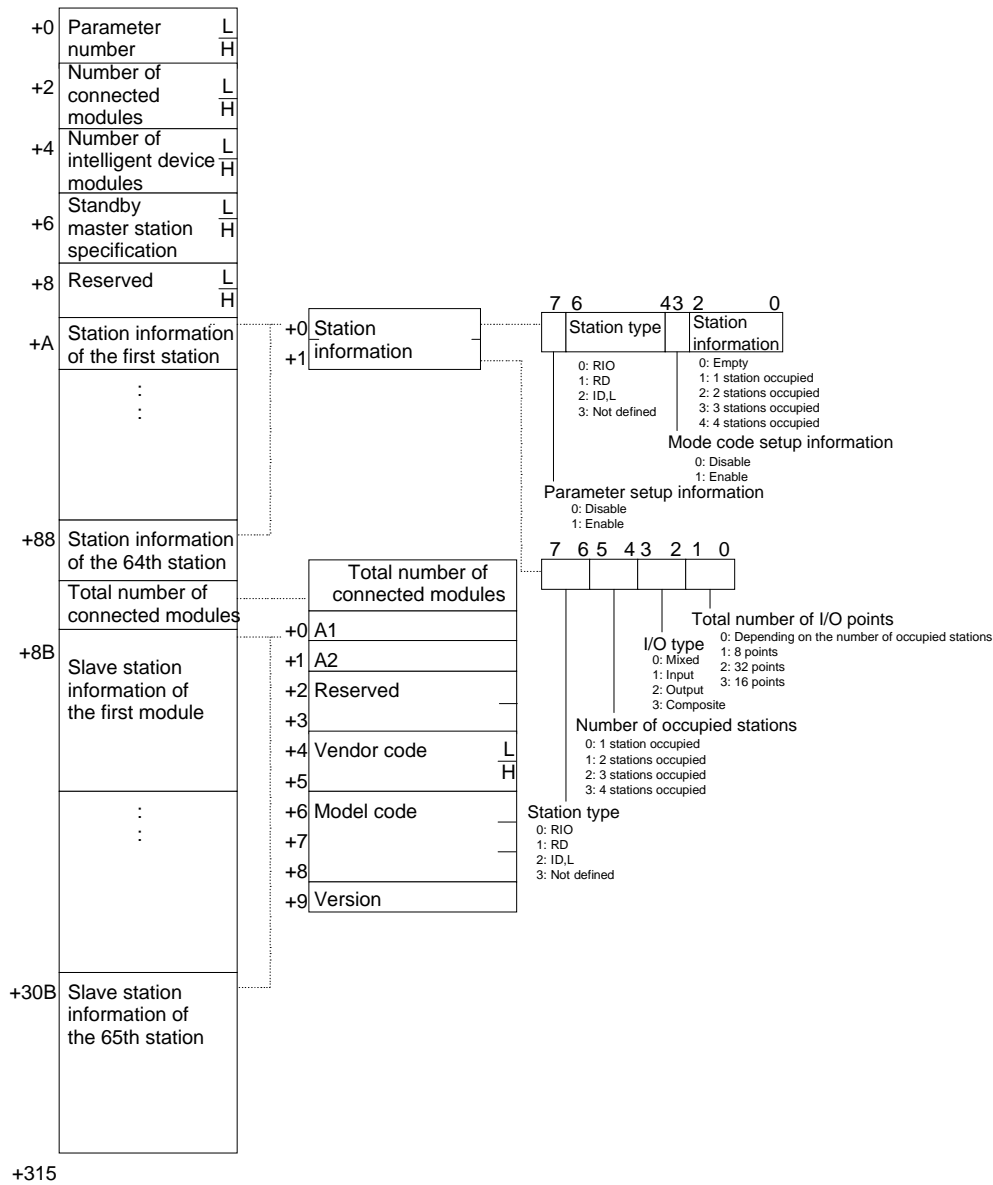 +0 Parameter L
number H
+2 Number of L
connected H
modules
+4 Number of L
intelligent device H
modules
+6 Standby L
master station H
specification
+8 Reserved L
H
+A Station information
of the first station
:
:
+88 Station information
of the 64th station
Total number of
connected modules
+8B Slave station
information of
the first module
:
:
+30B Slave station
information of
the 65th station
+315
+0 Station
+1 information
Total number of
connected modules
+0 A1
+1 A2
+2 Reserved
+3
+4 Vendor code L
+5 H
+6 Model code
+7
+8
+9 Version
7 6 4 3 2 0
Station type
Station
information
0: RIO
1: RD
2: ID,L
3: Not defined
0: Empty
1: 1 station occupied
2: 2 stations occupied
3: 3 stations occupied
4: 4 stations occupied
Mode code setup information
0: Disable
1: Enable
Parameter setup information
0: Disable
1: Enable
7 6 5 4 3 2 1 0
Total number of I/O points
0: Depending on the number of occupied stations
1: 8 points
2: 32 points
3: 16 points
I/O type
0: Mixed
1: Input
2: Output
3: Composite
Number of occupied stations
0: 1 station occupied
1: 2 stations occupied
2: 3 stations occupied
3: 4 stations occupied
Station type
0: RIO
1: RD
2: ID,L
3: Not defined